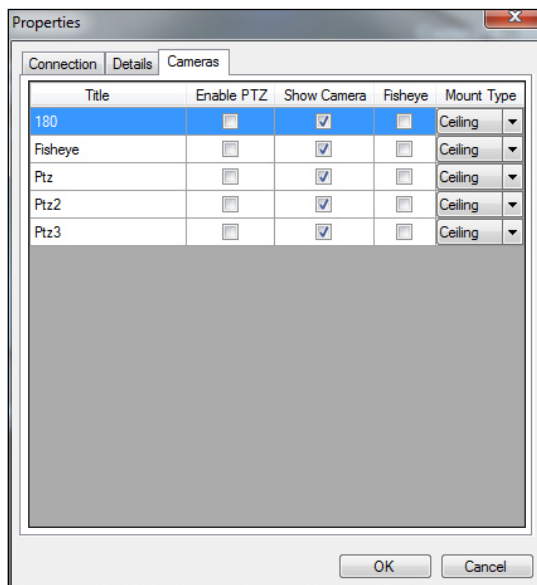 Properties
Connection Details Cameras
Title Enable PTZ Show Camera Fisheye Mount Type
180 Ceiling
Fisheye Ceiling
Ptz Ceiling
Ptz2 Ceiling
Ptz3 Ceiling
OK Cancel